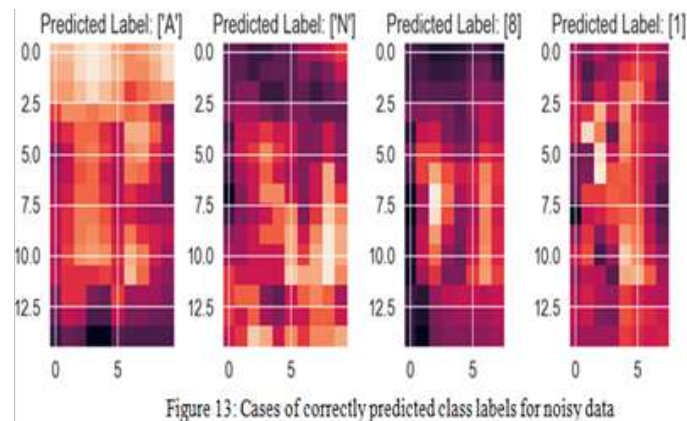 Predicted Label: ['A'] Predicted Label: ['N'] Predicted Label: [8] Predicted Label: [1]
0.0 0.0 0.0 0.0
2.5 2.5 2.5 2.5
5.0 5.0 5.0 5.0
7.5 7.5 7.5 7.5
10.0 10.0 10.0 10.0
12.5 12.5 12.5 12.5
0 5 0 5 0 5 0 5
Figure 13: Cases of correctly predicted class labels for noisy data